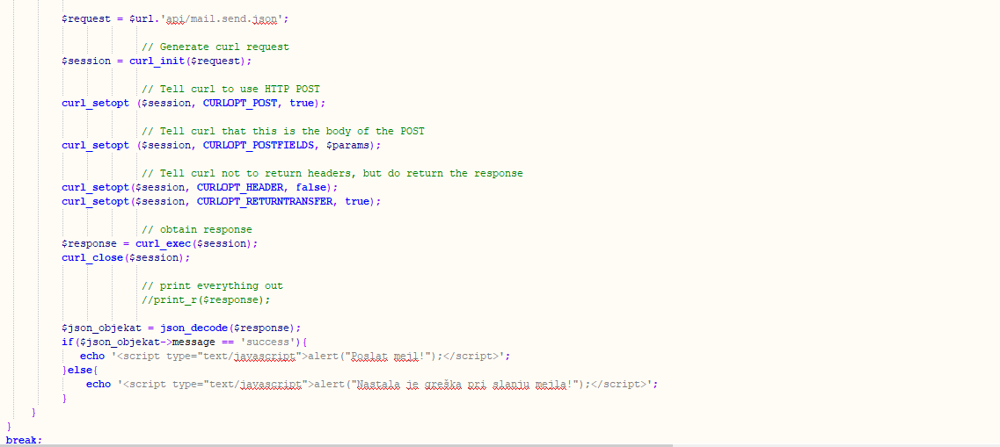 $request = $url.'api/mail.send.json';
// Generate curl request
$session = curl_init($request);
// Tell curl to use HTTP POST
curl_setopt ($session, CURLOPT_POST, true);
// Tell curl that this is the body of the POST
curl_setopt ($session, CURLOPT_POSTFIELDS, $params);
// Tell curl not to return headers, but do return the response
curl_setopt($session, CURLOPT_HEADER, false);
curl_setopt($session, CURLOPT_RETURNTRANSFER, true);
// obtain response
$response = curl_exec($session);
curl_close($session);
// print everything out
//print_r($response);
$json_objekat = json_decode($response);
if($json_objekat->message == 'success'){
echo '<script type="text/javascript">alert("Poslat mejl!");</script>';
}else{
echo '<script type="text/javascript">alert("Nastala je greška pri slanju mejla!");</script>';
}
}
}
break;